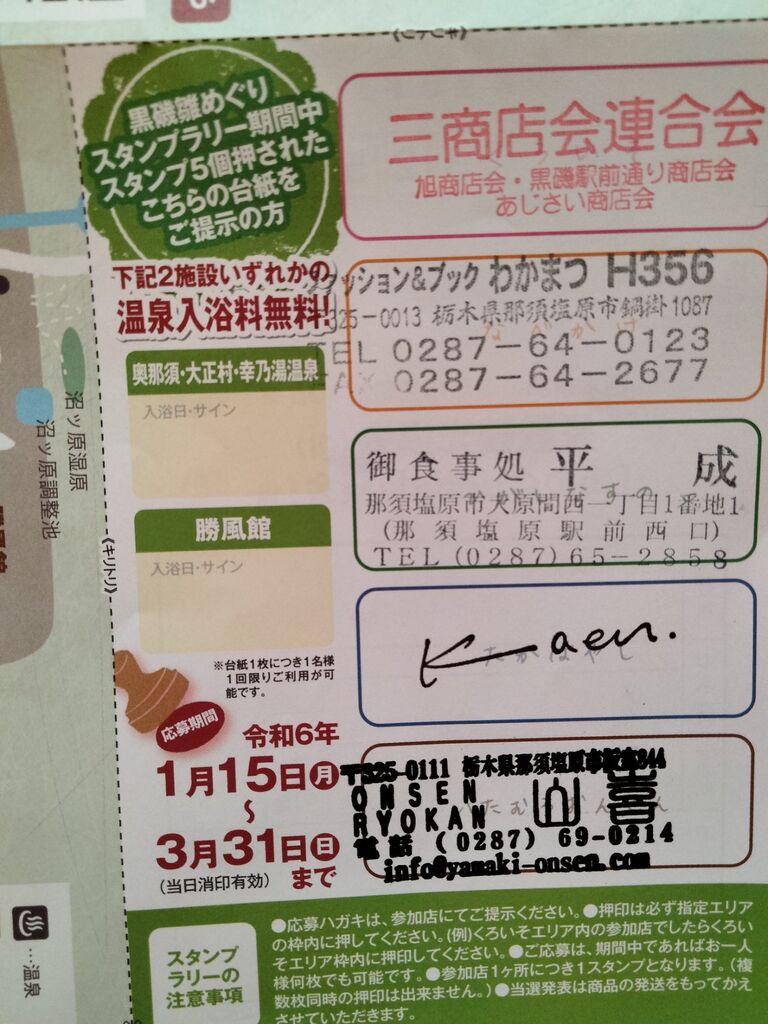 《キリトリ》
黒磯雛めぐり
スタンプラリー期間中
スタンプ5個押された
こちらの台紙を
ご提示の方
三商店会連合会
旭商店会・黒磯駅前通り商店会
あじさい商店会
下記2施設いずれかの
温泉入浴料無料!
ファッション&ブック わかまつ H356
325-0013 栃木県那須塩原市鍋掛1087
TEL 0287-64-0123
FAX 0287-64-2677
奥那須・大正村・幸乃湯温泉
入浴日・サイン
御食事処 平成
那須塩原市大原間西一丁目1番地1
(那須塩原駅前西口)
TEL (0287) 65-2858
勝風館
入浴日・サイン
Kaen.
たかはやし
※台紙1枚につき1名様
1回限りご利用が可
能です。
応募期間
令和6年
1月15日月
〜
3月31日日
(当日消印有効) まで
〒325-0111 栃木県那須塩原市
ONSEN
RYOKAN
山喜
電話 (0287) 69-0214
info@yamaki-onsen.com
沼ッ原湿原
沼ッ原調整池
《キリトリ》
…温泉
スタンプ
ラリーの
注意事項
●応募ハガキは、参加店にてご提示ください。●押印は必ず指定エリア
の枠内に押してください。(例)くろいそエリア内の参加店でしたらくろい
そエリア枠内に押印してください。●ご応募は、期間中であればお一人
様何枚でも可能です。●参加店1ヶ所につき1スタンプとなります。(複
数枚同時の押印は出来ません。)●当選発表は商品の発送をもってかえ
させていただきます。